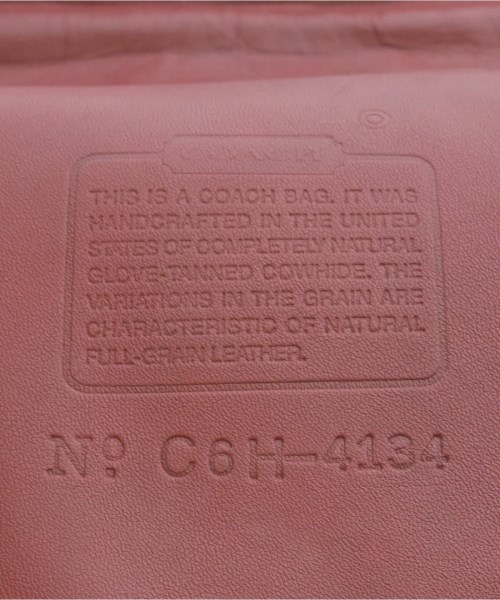 COACH
THIS IS A COACH BAG. IT WAS
HANDCRAFTED IN THE UNITED
STATES OF COMPLETELY NATURAL
GLOVE-TANNED COWHIDE. THE
VARIATIONS IN THE GRAIN ARE
CHARACTERISTIC OF NATURAL
FULL-GRAIN LEATHER.
Nº C6H-4134